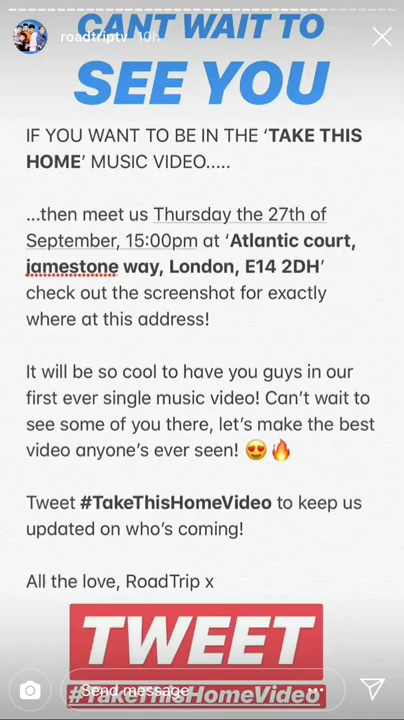 CANT WAIT TO
roadtriptv 10h
SEE YOU
IF YOU WANT TO BE IN THE ‘TAKE THIS
HOME’ MUSIC VIDEO.....
...then meet us Thursday the 27th of
September, 15:00pm at ‘Atlantic court,
jamestone way, London, E14 2DH’
check out the screenshot for exactly
where at this address!
It will be so cool to have you guys in our
first ever single music video! Can’t wait to
see some of you there, let’s make the best
video anyone’s ever seen! 😍🔥
Tweet #TakeThisHomeVideo to keep us
updated on who’s coming!
All the love, RoadTrip x
TWEET
Send message
#TakeThisHomeVideo